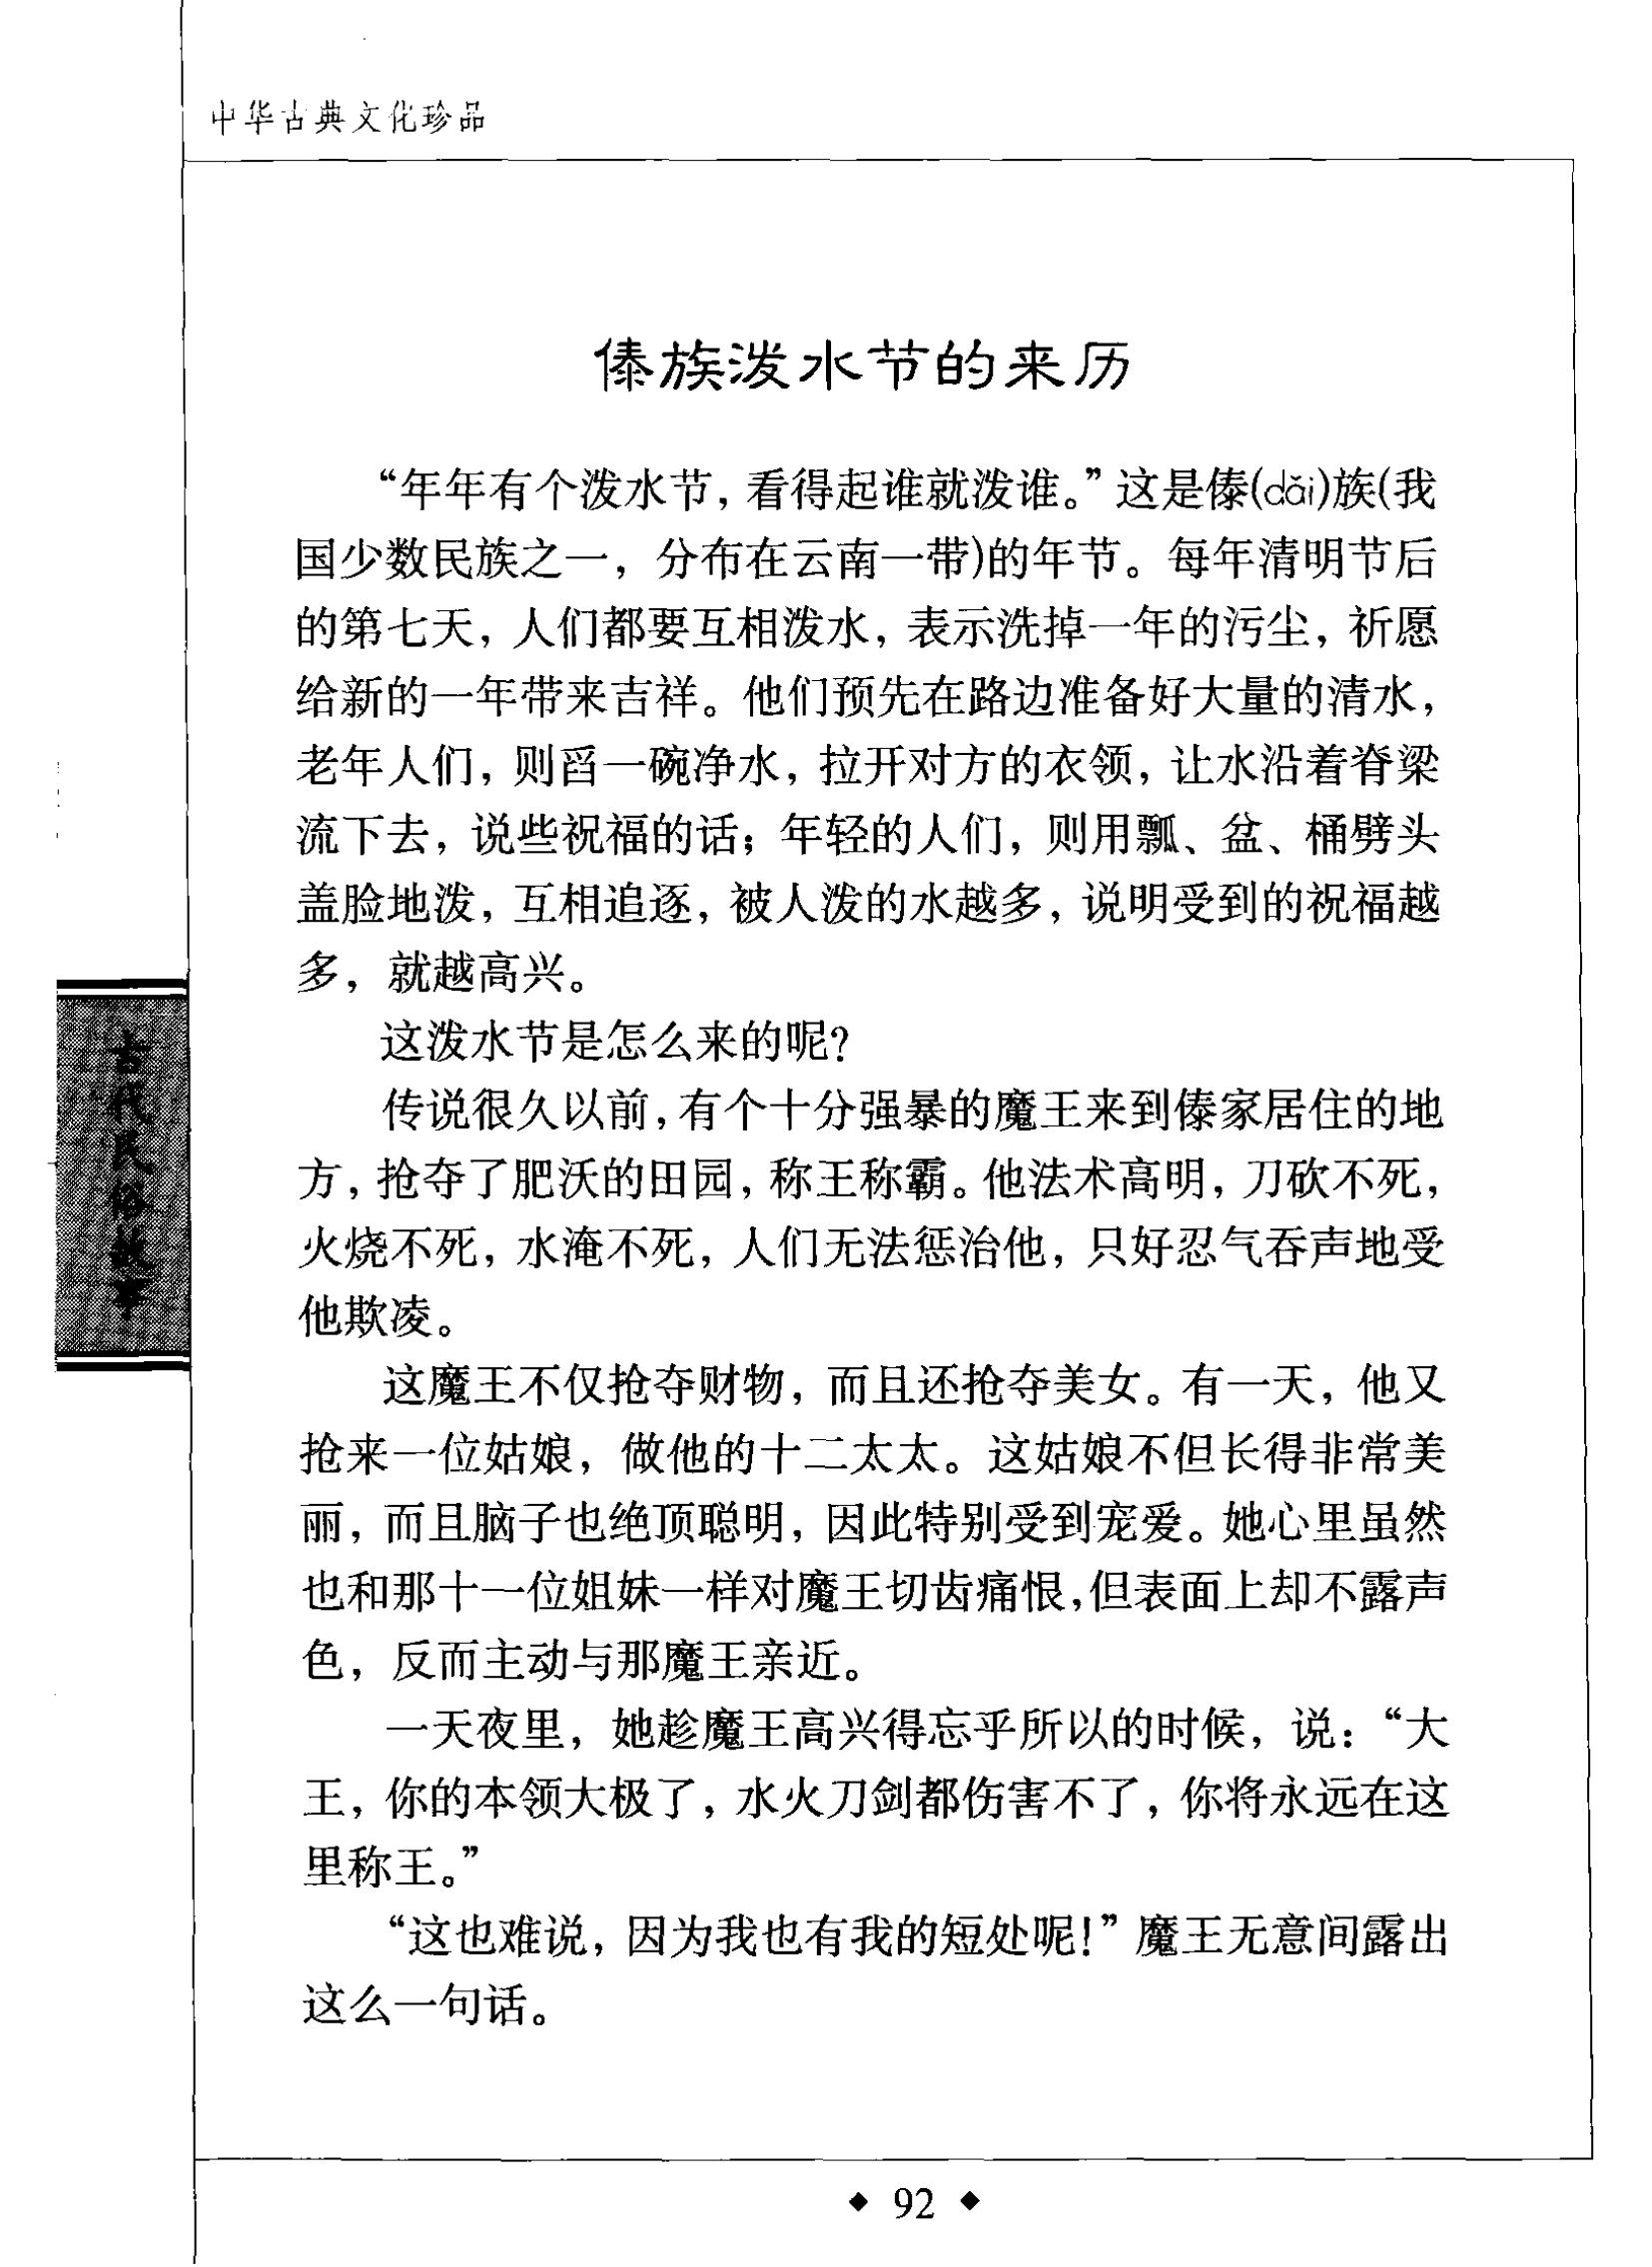 中华古典文化珍品
傣族泼水节的来历
“年年有个泼水节，看得起谁就泼谁。”这是傣(dǎi)族(我
国少数民族之一，分布在云南一带)的年节。每年清明节后
的第七天，人们都要互相泼水，表示洗掉一年的污尘，祈愿
给新的一年带来吉祥。他们预先在路边准备好大量的清水，
老年人们，则舀一碗净水，拉开对方的衣领，让水沿着脊梁
流下去，说些祝福的话；年轻的人们，则用瓢、盆、桶劈头
盖脸地泼，互相追逐，被人泼的水越多，说明受到的祝福越
多，就越高兴。
这泼水节是怎么来的呢？
传说很久以前，有个十分强暴的魔王来到傣家居住的地
方，抢夺了肥沃的田园，称王称霸。他法术高明，刀砍不死，
火烧不死，水淹不死，人们无法惩治他，只好忍气吞声地受
他欺凌。
这魔王不仅抢夺财物，而且还抢夺美女。有一天，他又
抢来一位姑娘，做他的十二太太。这姑娘不但长得非常美
丽，而且脑子也绝顶聪明，因此特别受到宠爱。她心里虽然
也和那十一位姐妹一样对魔王切齿痛恨，但表面上却不露声
色，反而主动与那魔王亲近。
一天夜里，她趁魔王高兴得忘乎所以的时候，说：“大
王，你的本领大极了，水火刀剑都伤害不了，你将永远在这
里称王。”
“这也难说，因为我也有我的短处呢！”魔王无意间露出
这么一句话。
古代民俗故事
◆ 92 ◆